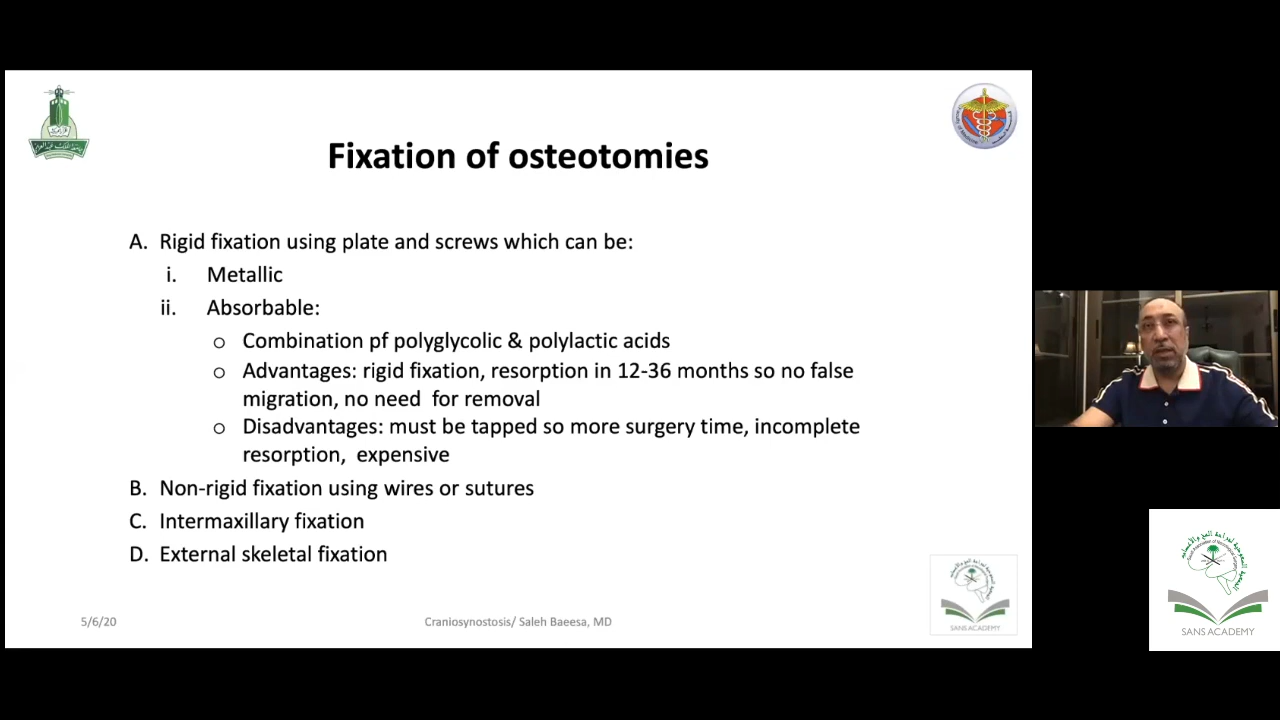 Fixation of osteotomies
A. Rigid fixation using plate and screws which can be:
i. Metallic
ii. Absorbable:
o Combination pf polyglycolic & polylactic acids
o Advantages: rigid fixation, resorption in 12-36 months so no false
migration, no need for removal
o Disadvantages: must be tapped so more surgery time, incomplete
resorption, expensive
B. Non-rigid fixation using wires or sutures
C. Intermaxillary fixation
D. External skeletal fixation
5/6/20
Craniosynostosis/ Saleh Baeesa, MD
SANS ACADEMY
SANS ACADEMY